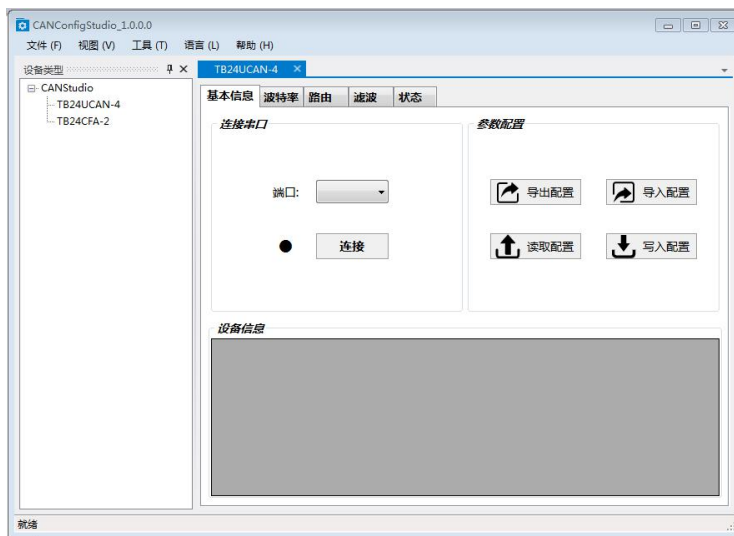 CANConfigStudio_1.0.0.0
文件 (F) 视图 (V) 工具 (T) 语言 (L) 帮助 (H)
设备类型
CANStudio
TB24UCAN-4
TB24CFA-2
TB24UCAN-4
基本信息 波特率 路由 滤波 状态
连接串口
端口:
连接
参数配置
导出配置 导入配置
读取配置 写入配置
设备信息
就绪